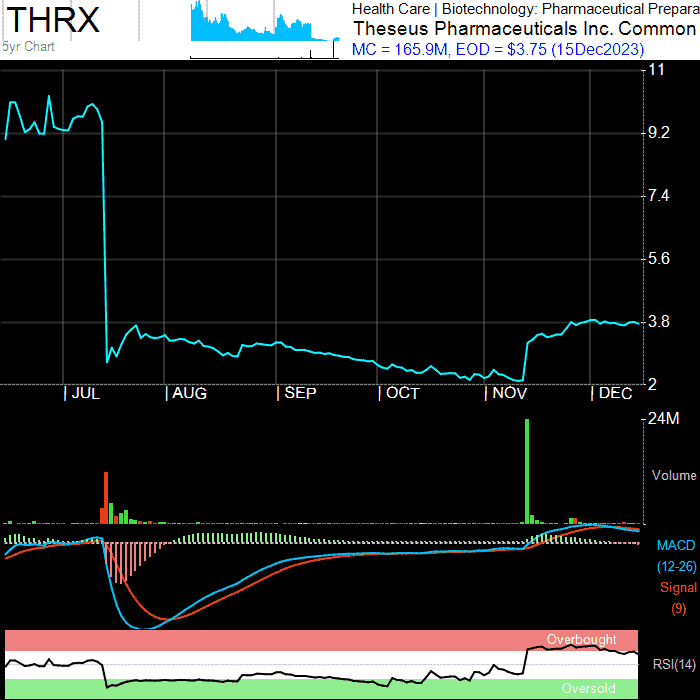 THRX
5yr Chart
Health Care | Biotechnology: Pharmaceutical Prepara
Theseus Pharmaceuticals Inc. Common
MC = 165.9M, EOD = $3.75 (15Dec2023)
11
9.2
7.4
5.6
3.8
2
JUL AUG SEP OCT NOV DEC
24M
Volume
MACD
(12-26)
Signal
(9)
Overbought
RSI(14)
Oversold